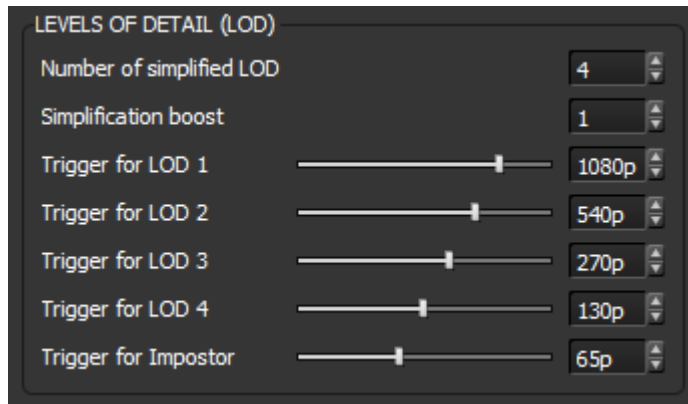 LEVELS OF DETAIL (LOD)
Number of simplified LOD 4
Simplification boost 1
Trigger for LOD 1 1080p
Trigger for LOD 2 540p
Trigger for LOD 3 270p
Trigger for LOD 4 130p
Trigger for Impostor 65p